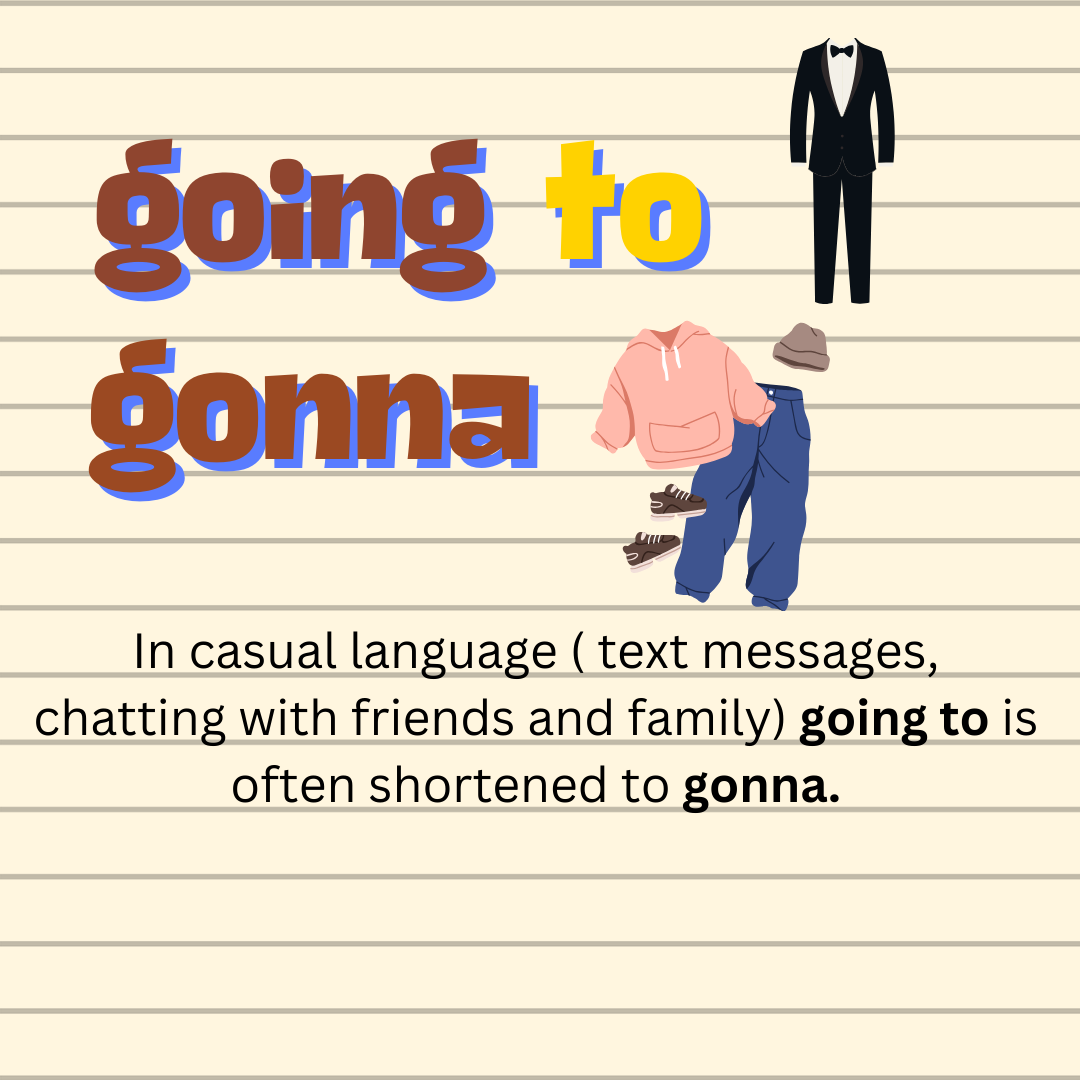 going to
gonna
In casual language ( text messages,
chatting with friends and family) going to is
often shortened to gonna.